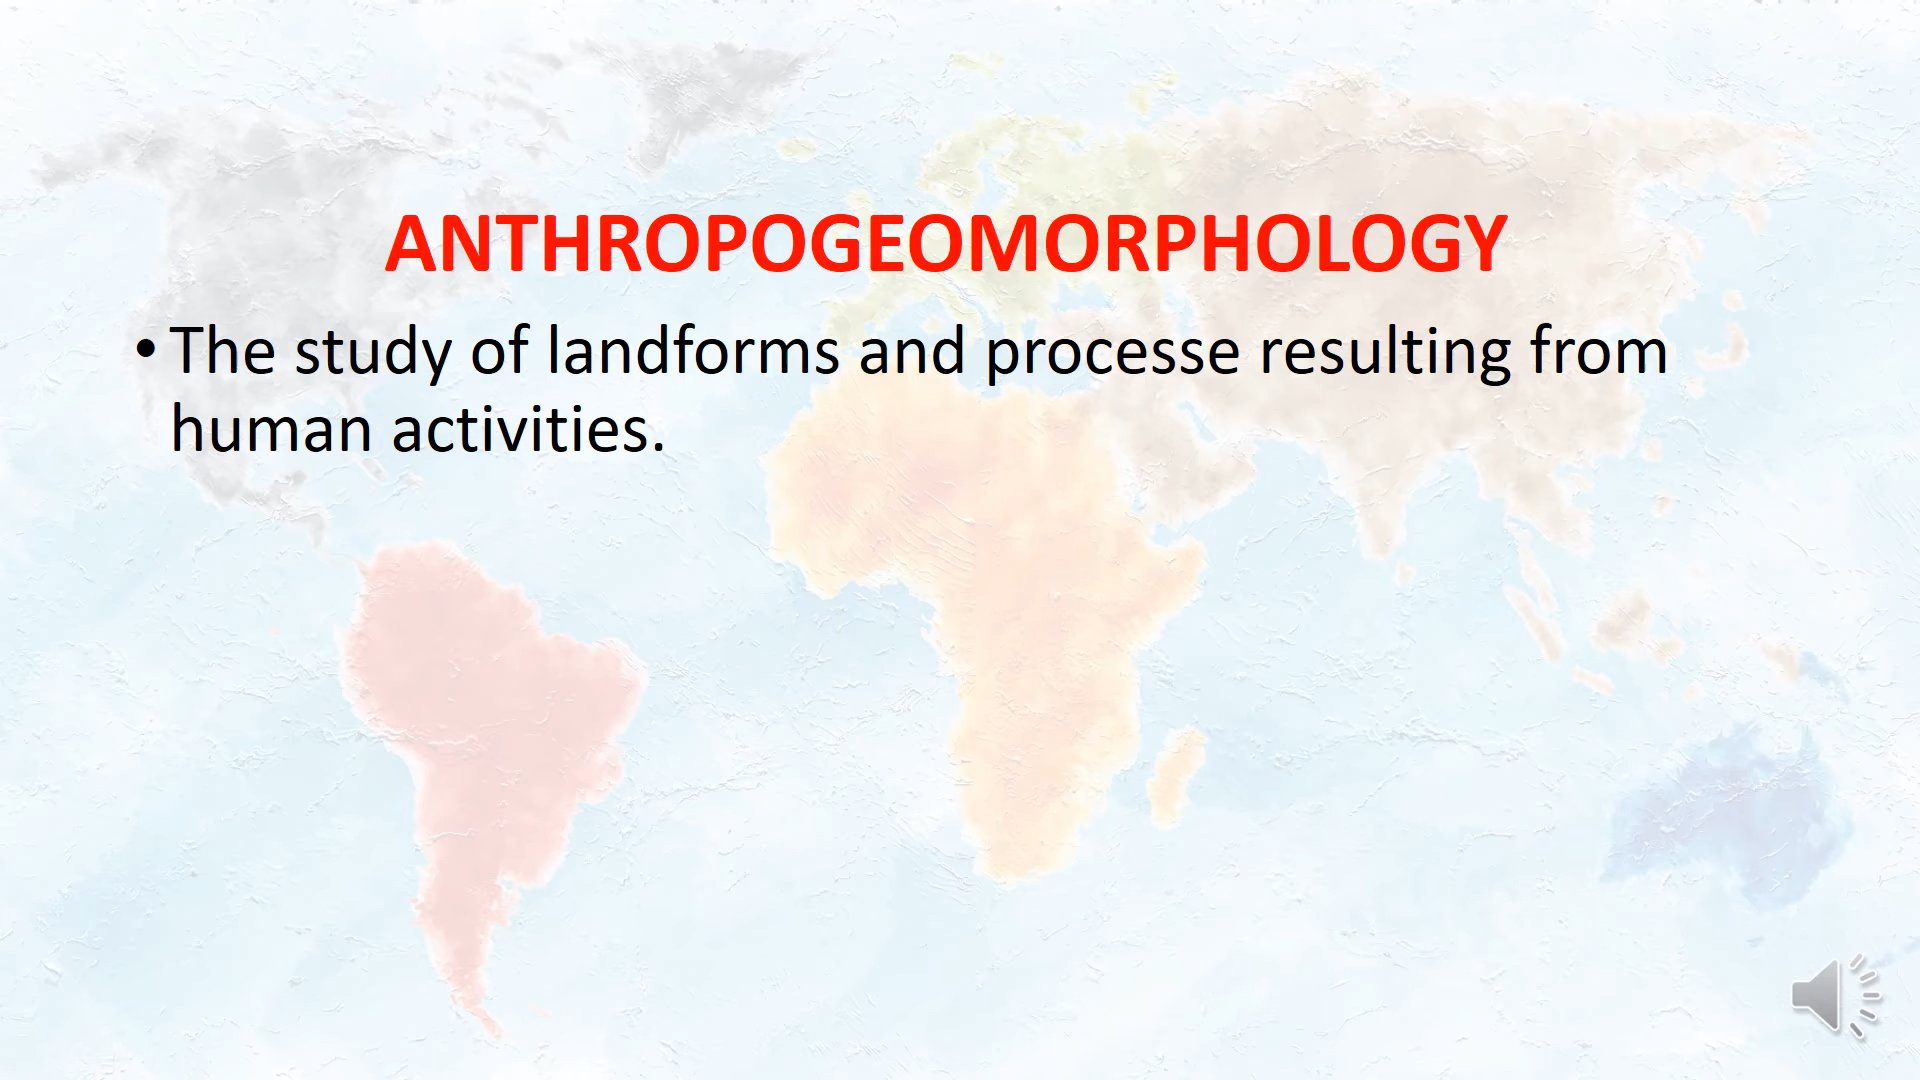 ANTHROPOGEOMORPHOLOGY
• The study of landforms and processe resulting from
human activities.